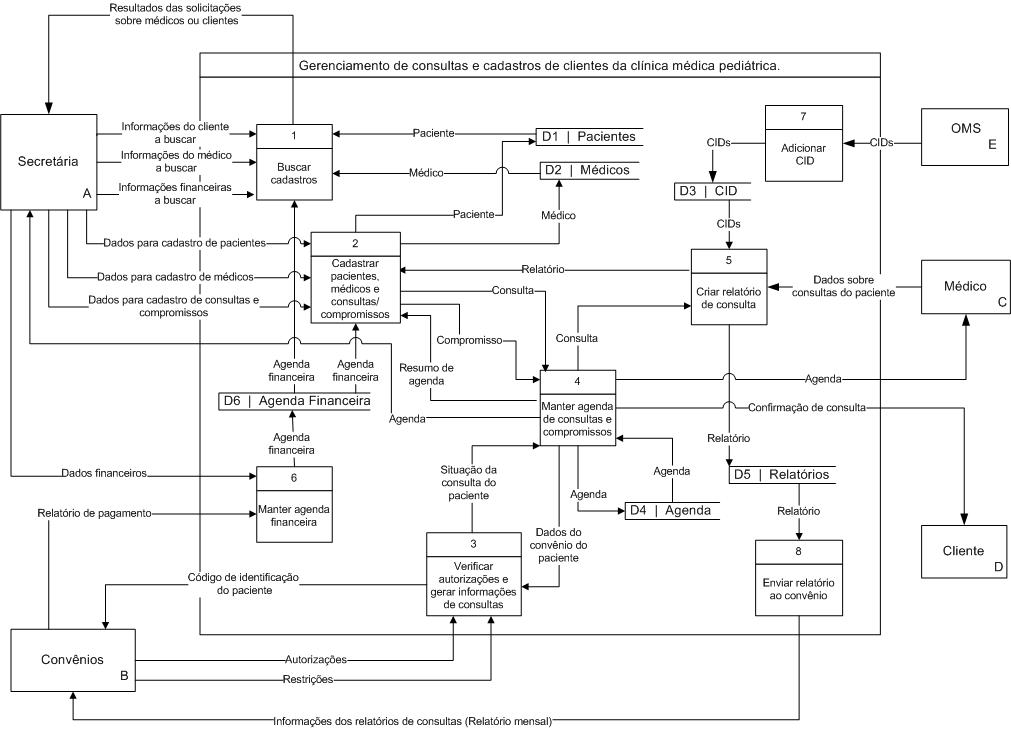 Resultados das solicitações
sobre médicos ou clientes
Gerenciamento de consultas e cadastros de clientes da clínica médica pediátrica.
Secretária
A
Informações do cliente
a buscar
Informações do médico
a buscar
Informações financeiras
a buscar
1
Buscar
cadastros
Paciente
D1 | Pacientes
Médico
D2 | Médicos
7
Adicionar
CID
CIDs
OMS
E
CIDs
D3 | CID
CIDs
Paciente
Médico
Dados para cadastro de pacientes
Dados para cadastro de médicos
Dados para cadastro de consultas e
compromissos
2
Cadastrar
pacientes,
médicos e
consultas/
compromissos
Relatório
Consulta
5
Criar relatório
de consulta
Dados sobre
consultas do paciente
Médico
C
Compromisso
Consulta
Agenda
financeira
Agenda
financeira
Resumo de
agenda
4
Manter agenda
de consultas e
compromissos
Agenda
Confirmação de consulta
D6 | Agenda Financeira
Agenda
Agenda
financeira
Relatório
Dados financeiros
6
Manter agenda
financeira
Situação da
consulta do
paciente
Agenda
Agenda
D4 | Agenda
D5 | Relatórios
Relatório de pagamento
Relatório
Dados do
convênio do
paciente
3
Verificar
autorizações e
gerar informações
de consultas
8
Enviar relatório
ao convênio
Cliente
D
Código de identificação
do paciente
Convênios
B
Autorizações
Restrições
Informações dos relatórios de consultas (Relatório mensal)